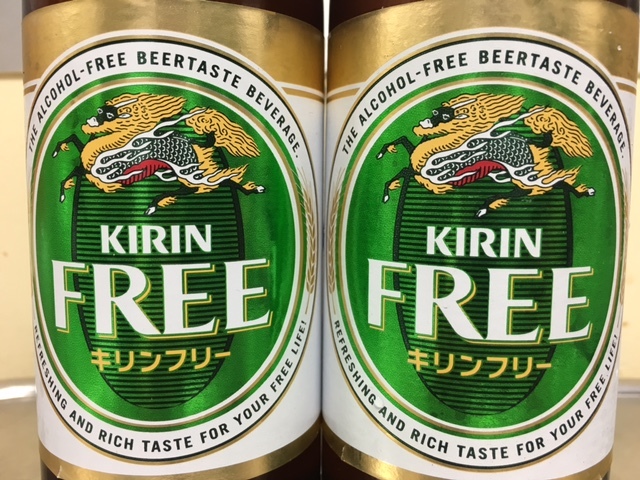 THE ALCOHOL-FREE BEERTASTE BEVERAGE.
KIRIN
FREE
キリンフリー
REFRESHING AND RICH TASTE FOR YOUR FREE LIFE!
THE ALCOHOL-FREE BEERTASTE BEVERAGE.
KIRIN
FREE
キリンフリー
REFRESHING AND RICH TASTE FOR YOUR FREE LIFE!